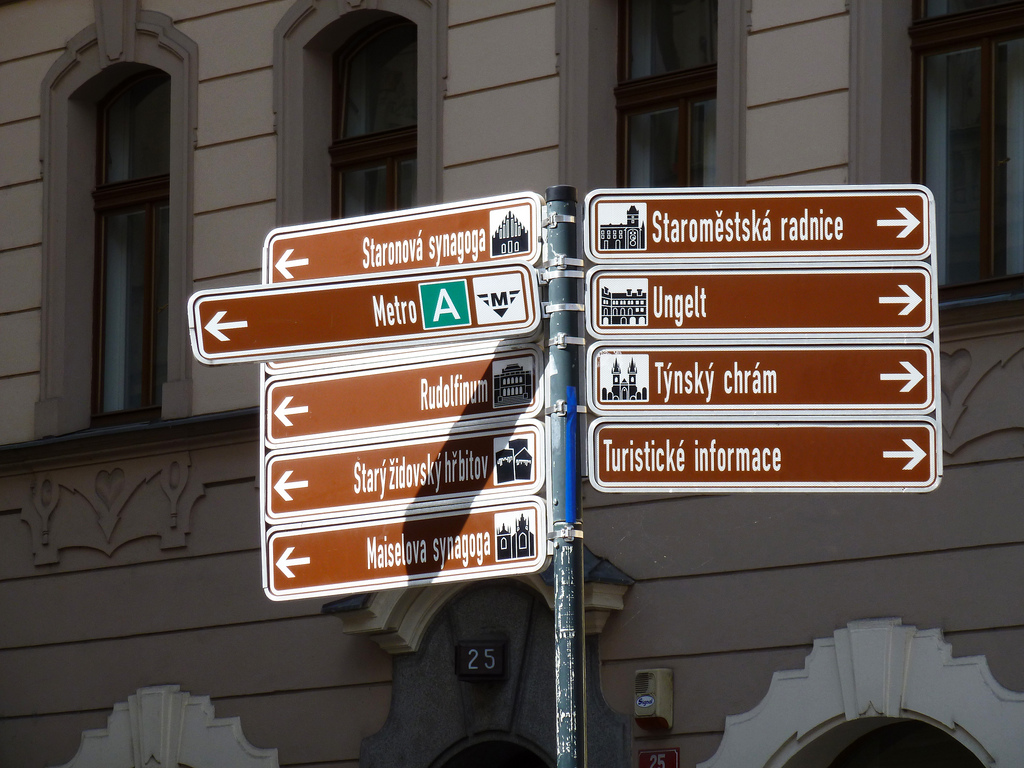 Staronová synagoga
Metro A M
Rudolfinum
Starý židovský hřbitov
Maiselova synagoga
Staroměstská radnice
Ungelt
Týnský chrám
Turistické informace
25
25